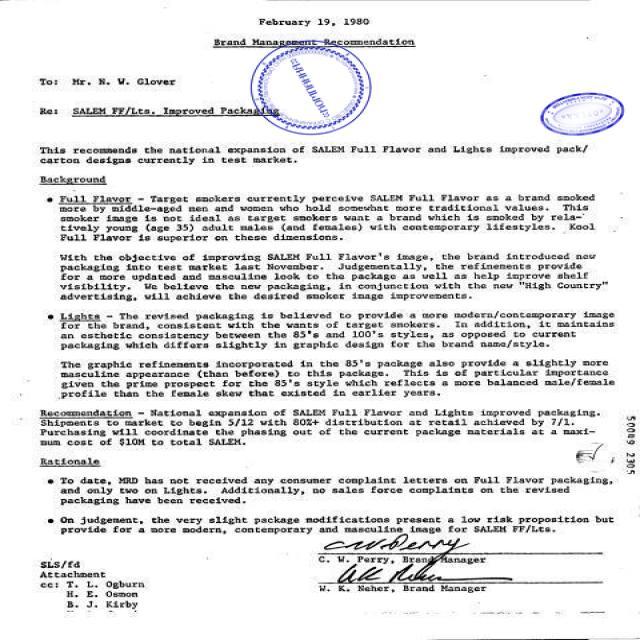 February 19, 1980
Brand Management Recommendation
To: Mr. N. W. Glover
Re: SALEM FF/Lts. Improved Packaging
This recommends the national expansion of SALEM Full Flavor and Lights improved pack/
carton designs currently in test market.
Background
• Full Flavor - Target smokers currently perceive SALEM Full Flavor as a brand smoked
more by middle-aged men and women who hold somewhat more traditional values. This
smoker image is not ideal as target smokers want a brand which is smoked by rela-
tively young (age 35) adult males (and females) with contemporary lifestyles. Kool
Full Flavor is superior on these dimensions.
With the objective of improving SALEM Full Flavor's image, the brand introduced new
packaging into test market last November. Judgementally, the refinements provide
for a more updated and masculine look to the package as well as help improve shelf
visibility. We believe the new packaging, in conjunction with the new "High Country"
advertising, will achieve the desired smoker image improvements.
• Lights - The revised packaging is believed to provide a more modern/contemporary image
for the brand, consistent with the wants of target smokers. In addition, it maintains
an esthetic consistency between the 85's and 100's styles, as opposed to current
packaging which differs slightly in graphic design for the brand name/style.
The graphic refinements incorporated in the 85's package also provide a slightly more
masculine appearance (than before) to this package. This is of particular importance
given the prime prospect for the 85's style which reflects a more balanced male/female
profile than the female skew that existed in earlier years.
Recommendation - National expansion of SALEM Full Flavor and Lights improved packaging.
Shipments to market to begin 5/12 with 80%+ distribution at retail achieved by 7/1.
Purchasing will coordinate the phasing out of the current package materials at a maxi-
mum cost of $10M to total SALEM.
Rationale
• To date, MRD has not received any consumer complaint letters on Full Flavor packaging,
and only two on Lights. Additionally, no sales force complaints on the revised
packaging have been received.
• On judgement, the very slight package modifications present a low risk proposition but
provide for a more modern, contemporary and masculine image for SALEM FF/Lts.
C. W. Perry
C. W. Perry, Brand Manager
W. K. Neher, Brand Manager
SLS/fd
Attachment
cc: T. L. Ogburn
H. E. Osmon
B. J. Kirby
50049 2305